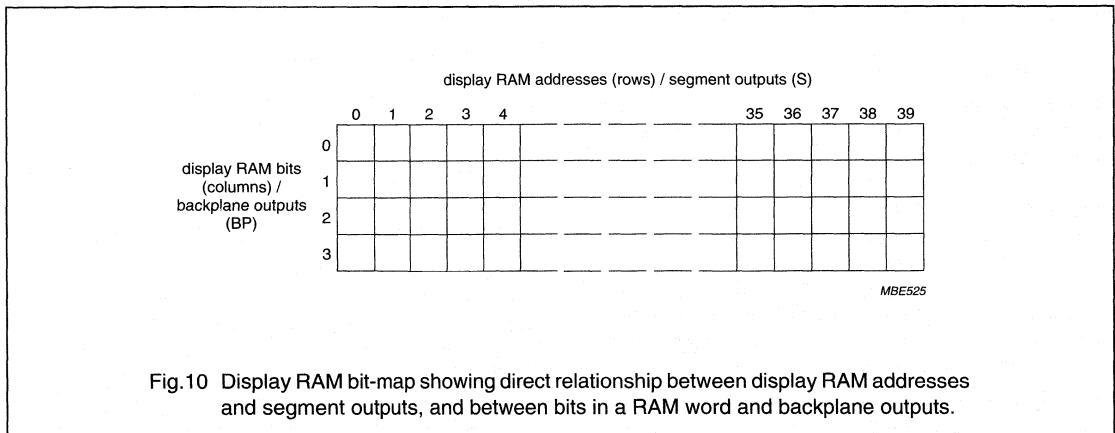 display RAM addresses (rows) / segment outputs (S)
0 1 2 3 4 35 36 37 38 39
display RAM bits
(columns) /
backplane outputs
(BP)
0
1
2
3
MBE525
Fig.10 Display RAM bit-map showing direct relationship between display RAM addresses
and segment outputs, and between bits in a RAM word and backplane outputs.